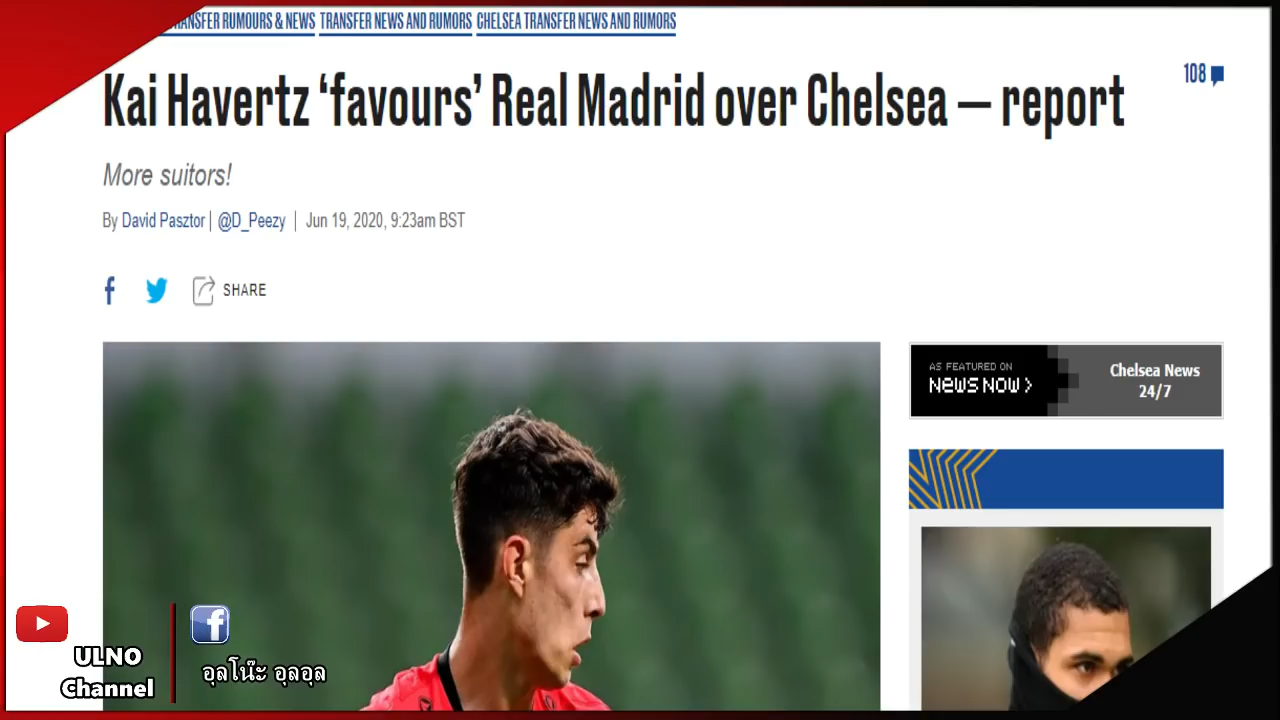 TRANSFER RUMOURS & NEWS TRANSFER NEWS AND RUMORS CHELSEA TRANSFER NEWS AND RUMORS
Kai Havertz ‘favours’ Real Madrid over Chelsea — report
108
More suitors!
By David Pasztor | @D_Peezy | Jun 19, 2020, 9:23am BST
SHARE
AS FEATURED ON
NEWS NOW >
Chelsea News
24/7
ULNO
Channel
อุลโน๊ะ อุลอุล